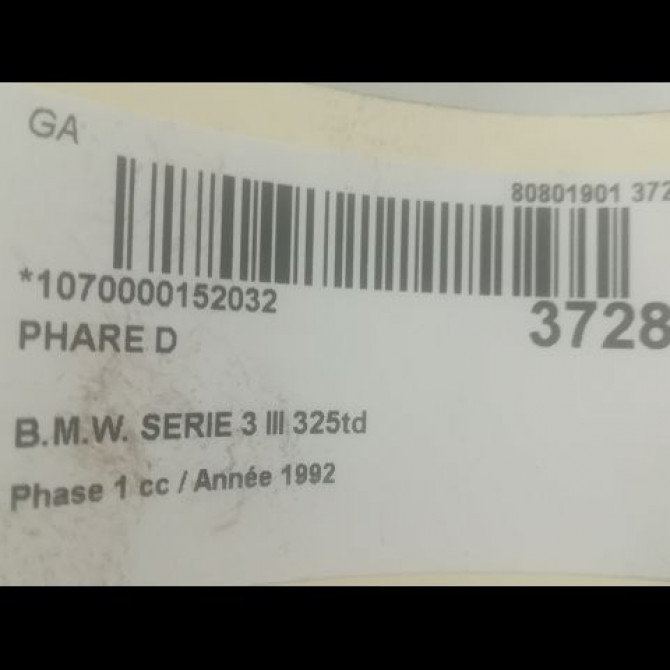 GA
80801901 372
*1070000152032
3728
PHARE D
B.M.W. SERIE 3 III 325td
Phase 1 cc / Année 1992